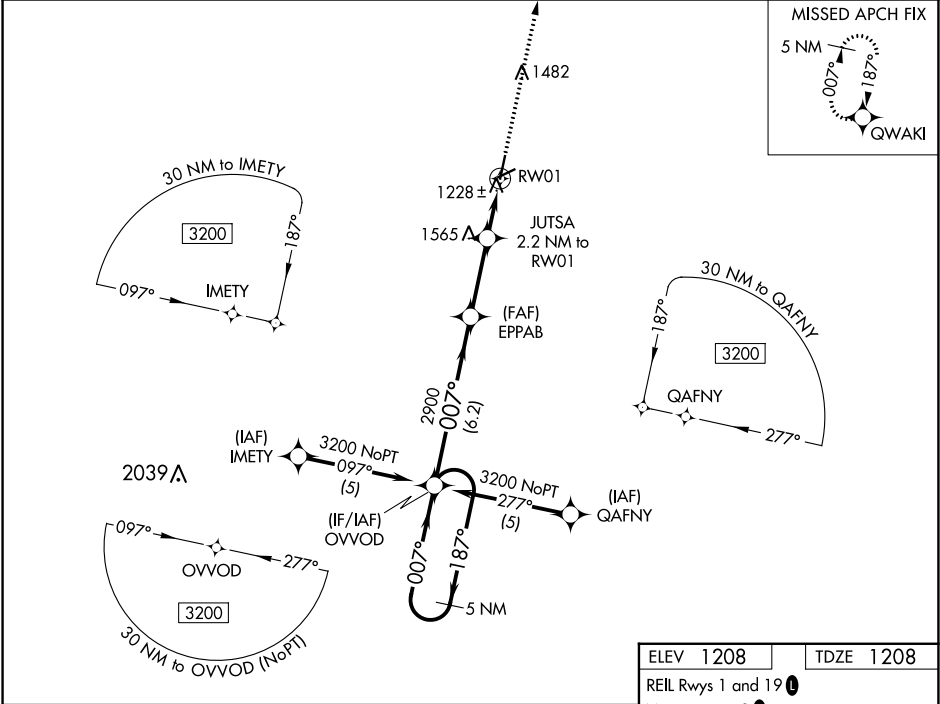 MISSED APCH FIX
5 NM
007°
187°
QWAKI
1482
RW01
1228 ±
1565
JUTSA
2.2 NM to
RW01
30 NM to IMETY
3200
187°
097°
IMETY
(FAF)
EPPAB
30 NM to QAFNY
187°
3200
QAFNY
277°
2900
007°
(6.2)
(IAF)
IMETY
3200 NoPT
097°
(5)
2039
3200 NoPT
277°
(5)
(IAF)
QAFNY
(IF/IAF)
OVVOD
007°
187°
5 NM
097°
277°
OVVOD
3200
30 NM to OVVOD (NoPT)
ELEV 1208
TDZE 1208
REIL Rwys 1 and 19 L